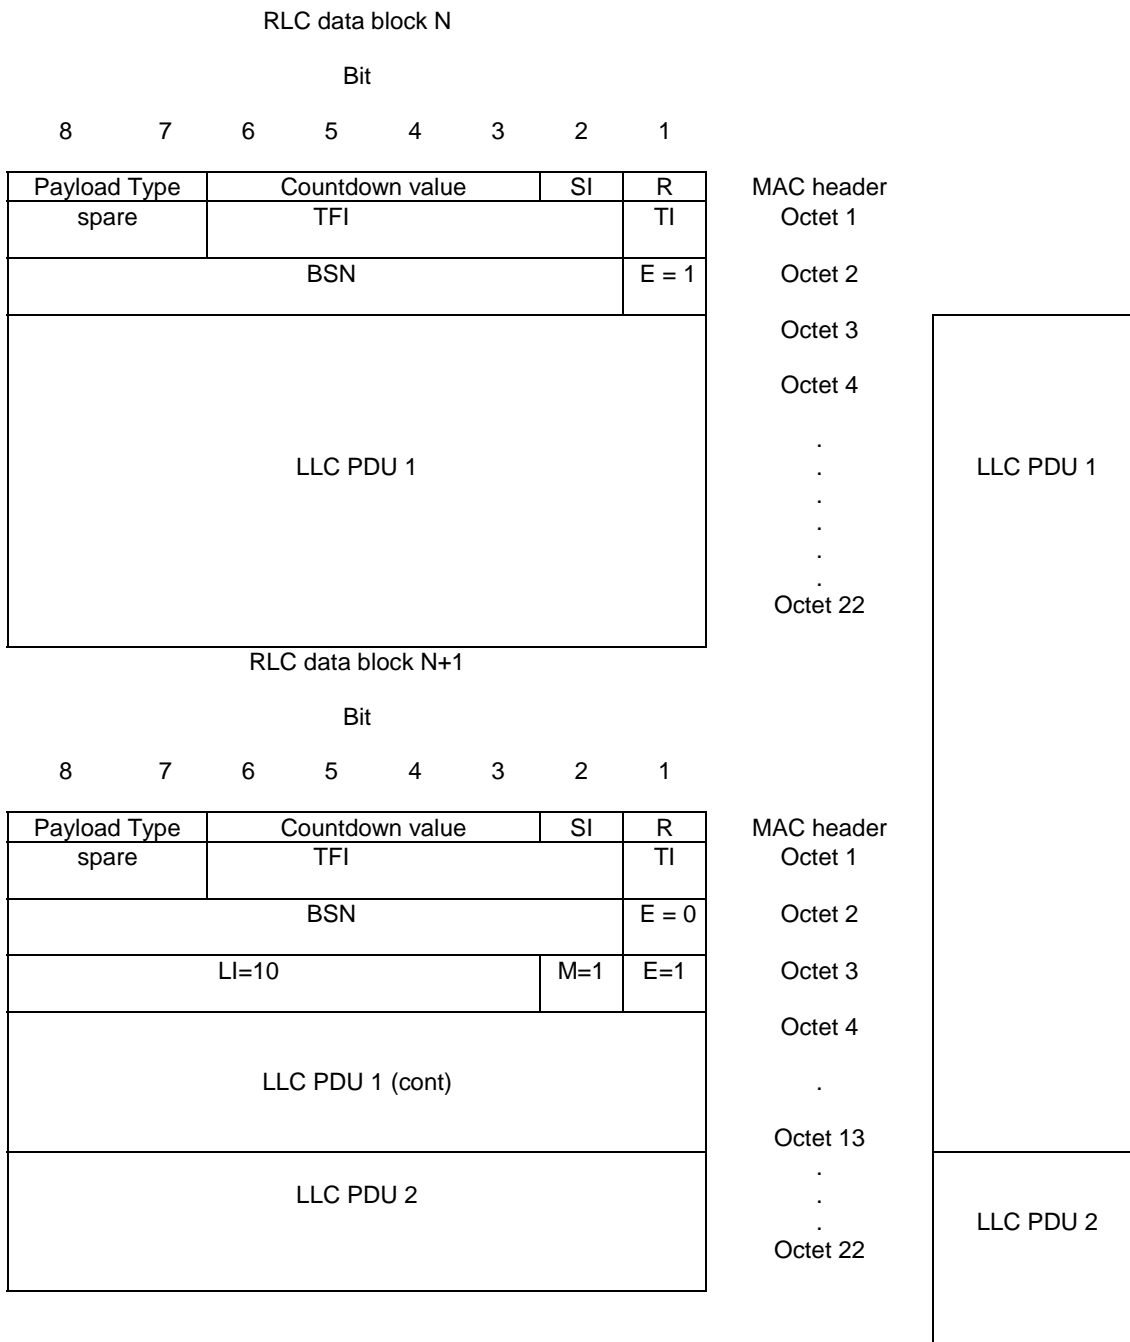 RLC data block N
Bit
8 7 6 5 4 3 2 1
Payload Type Countdown value SI R MAC header
spare TFI TI Octet 1
BSN E = 1 Octet 2
Octet 3
Octet 4
.
LLC PDU 1 . LLC PDU 1
.
.
.
.
Octet 22
RLC data block N+1
Bit
8 7 6 5 4 3 2 1
Payload Type Countdown value SI R MAC header
spare TFI TI Octet 1
BSN E = 0 Octet 2
LI=10 M=1 E=1 Octet 3
Octet 4
LLC PDU 1 (cont) .
Octet 13
.
LLC PDU 2 .
. LLC PDU 2
Octet 22